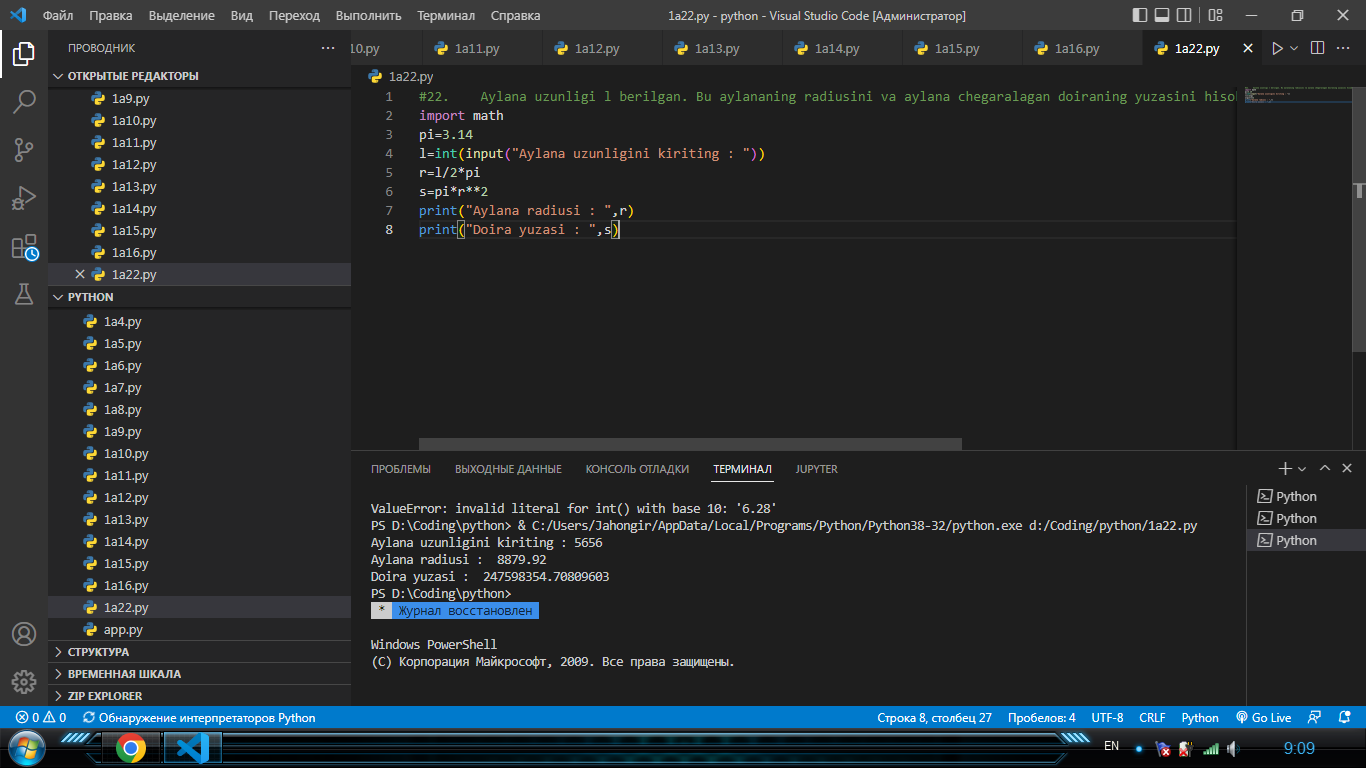 Файл Правка Выделение Вид Переход Выполнить Терминал Справка 1a22.py - python - Visual Studio Code [Администратор]
ПРОВОДНИК
ОТКРЫТЫЕ РЕДАКТОРЫ
1a9.py
1a10.py
1a11.py
1a12.py
1a13.py
1a14.py
1a15.py
1a16.py
1a22.py
PYTHON
1a4.py
1a5.py
1a6.py
1a7.py
1a8.py
1a9.py
1a10.py
1a11.py
1a12.py
1a13.py
1a14.py
1a15.py
1a16.py
1a22.py
app.py
СТРУКТУРА
ВРЕМЕННАЯ ШКАЛА
ZIP EXPLORER
10.py 1a11.py 1a12.py 1a13.py 1a14.py 1a15.py 1a16.py 1a22.py
1a22.py
1 #22. Aylana uzunligi l berilgan. Bu aylananing radiusini va aylana chegaralagan doiraning yuzasini hiso
2 import math
3 pi=3.14
4 l=int(input("Aylana uzunligini kiriting : "))
5 r=l/2*pi
6 s=pi*r**2
7 print("Aylana radiusi : ",r)
8 print("Doira yuzasi : ",s)
ПРОБЛЕМЫ ВЫХОДНЫЕ ДАННЫЕ КОНСОЛЬ ОТЛАДКИ ТЕРМИНАЛ JUPYTER
ValueError: invalid literal for int() with base 10: '6.28'
PS D:\Coding\python> & C:/Users/Jahongir/AppData/Local/Programs/Python/Python38-32/python.exe d:/Coding/python/1a22.py
Aylana uzunligini kiriting : 5656
Aylana radiusi :  8879.92
Doira yuzasi :  247598354.70809603
PS D:\Coding\python>
* Журнал восстановлен
Windows PowerShell
(C) Корпорация Майкрософт, 2009. Все права защищены.
Python
Python
Python
0 0 Обнаружение интерпретаторов Python Строка 8, столбец 27 Пробелов: 4 UTF-8 CRLF Python Go Live
EN 9:09